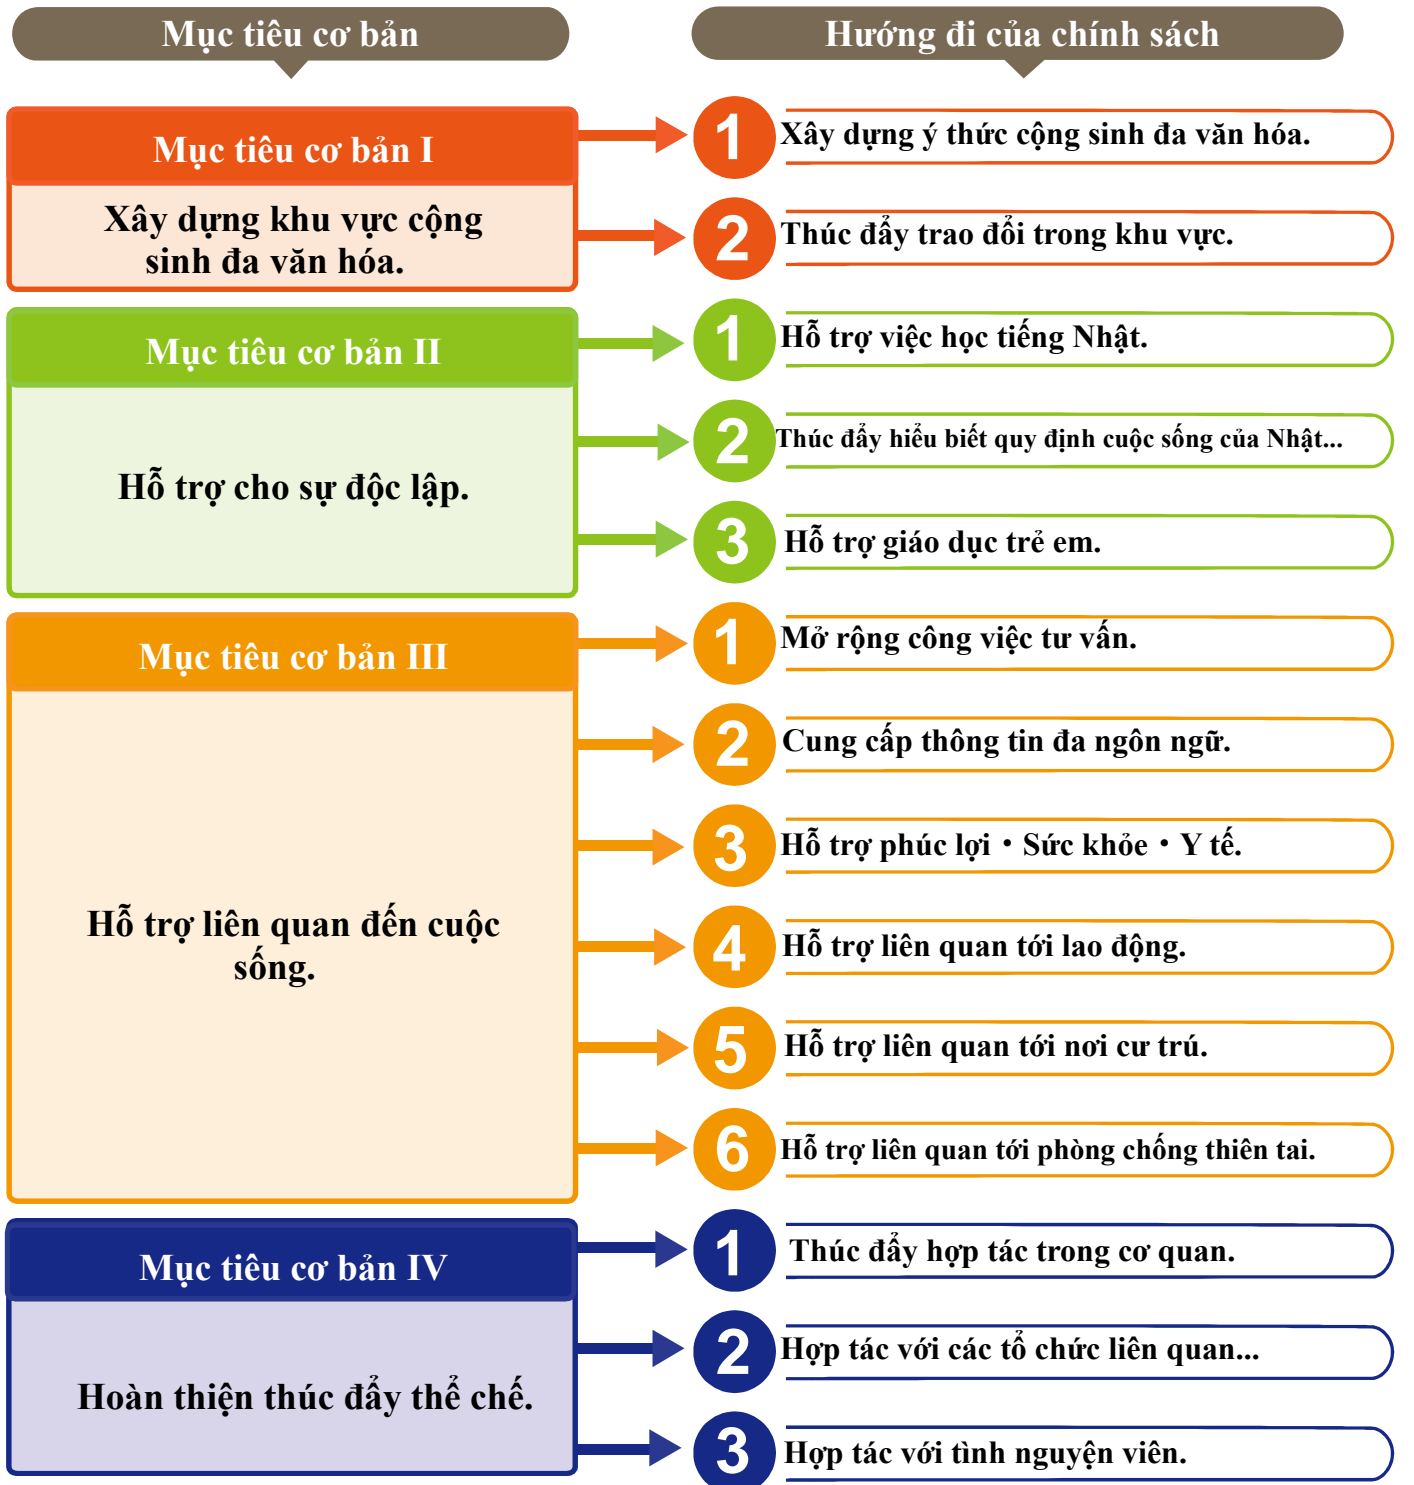 Mục tiêu cơ bản
Hướng đi của chính sách
Mục tiêu cơ bản I
Xây dựng khu vực cộng
sinh đa văn hóa.
1
Xây dựng ý thức cộng sinh đa văn hóa.
2
Thúc đẩy trao đổi trong khu vực.
Mục tiêu cơ bản II
Hỗ trợ cho sự độc lập.
1
Hỗ trợ việc học tiếng Nhật.
2
Thúc đẩy hiểu biết quy định cuộc sống của Nhật...
3
Hỗ trợ giáo dục trẻ em.
Mục tiêu cơ bản III
Hỗ trợ liên quan đến cuộc
sống.
1
Mở rộng công việc tư vấn.
2
Cung cấp thông tin đa ngôn ngữ.
3
Hỗ trợ phúc lợi・Sức khỏe・Y tế.
4
Hỗ trợ liên quan tới lao động.
5
Hỗ trợ liên quan tới nơi cư trú.
6
Hỗ trợ liên quan tới phòng chống thiên tai.
Mục tiêu cơ bản IV
Hoàn thiện thúc đẩy thể chế.
1
Thúc đẩy hợp tác trong cơ quan.
2
Hợp tác với các tổ chức liên quan...
3
Hợp tác với tình nguyện viên.